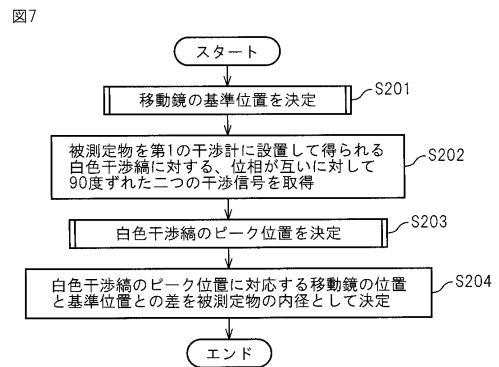 図7
スタート
移動鏡の基準位置を決定
S201
被測定物を第1の干渉計に設置して得られる
白色干渉縞に対する、位相が互いに対して
90度ずれた二つの干渉信号を取得
S202
白色干渉縞のピーク位置を決定
S203
白色干渉縞のピーク位置に対応する移動鏡の位置
と基準位置との差を被測定物の内径として決定
S204
エンド